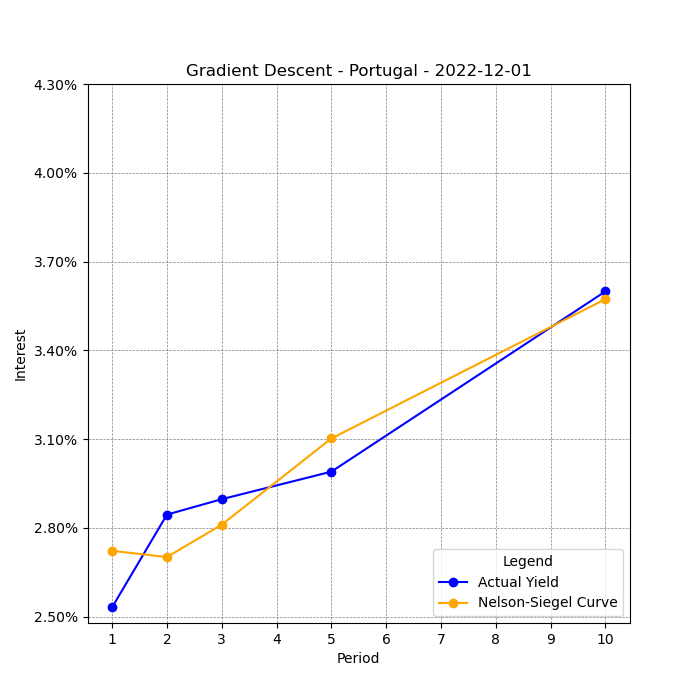 Gradient Descent - Portugal - 2022-12-01
4.30%
4.00%
3.70%
3.40%
3.10%
2.80%
2.50%
Interest
1 2 3 4 5 6 7 8 9 10
Period
Legend
Actual Yield
Nelson-Siegel Curve